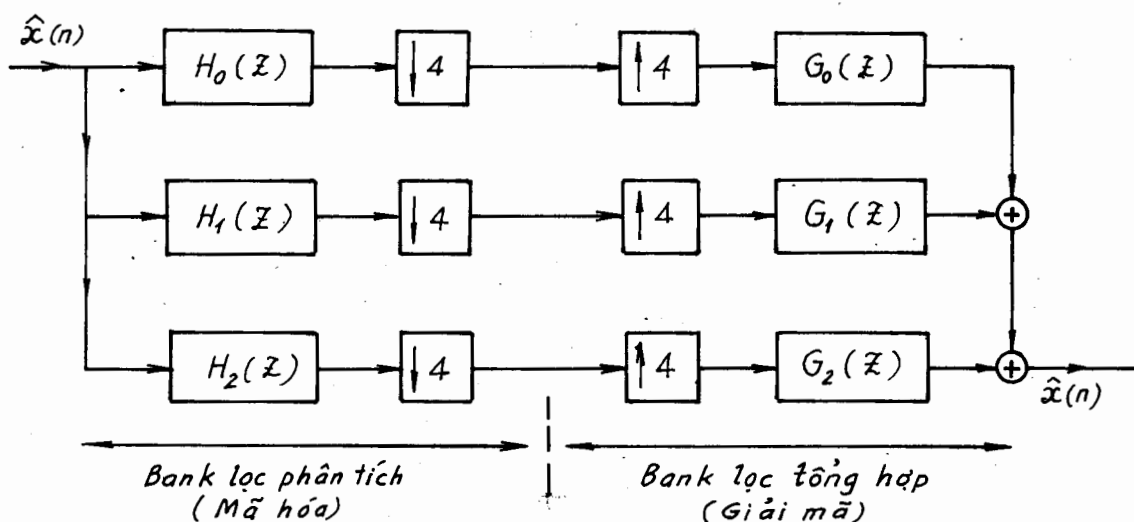 x̂(n)
H₀(Z) ↓4 ↑4 G₀(Z)
H₁(Z) ↓4 ↑4 G₁(Z)
+
H₂(Z) ↓4 ↑4 G₂(Z)
+
x̂(n)
Bank lọc phân tích
(Mã hóa)
Bank lọc tổng hợp
(Giải mã)